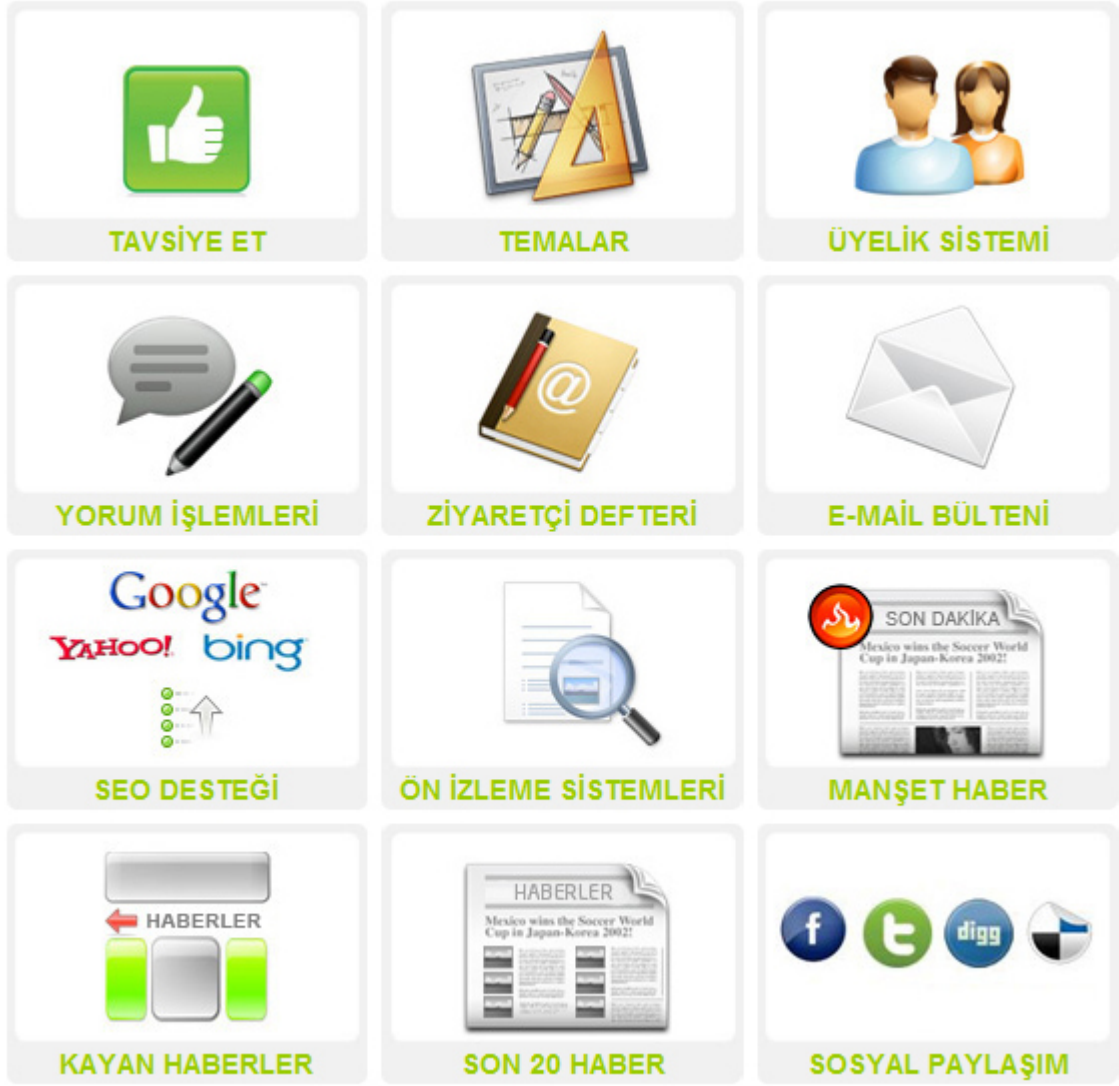 TAVSİYE ET
TEMALAR
ÜYELİK SİSTEMİ
@
YORUM İŞLEMLERİ
ZİYARETÇİ DEFTERİ
E-MAİL BÜLTENİ
Google
YAHOO! bing
SON DAKİKA
Mexico wins the Soccer World
Cup in Japan-Korea 2002!
SEO DESTEĞİ
ÖN İZLEME SİSTEMLERİ
MANŞET HABER
HABERLER
HABERLER
Mexico wins the Soccer World
Cup in Japan-Korea 2002!
f
t
digg
KAYAN HABERLER
SON 20 HABER
SOSYAL PAYLAŞIM